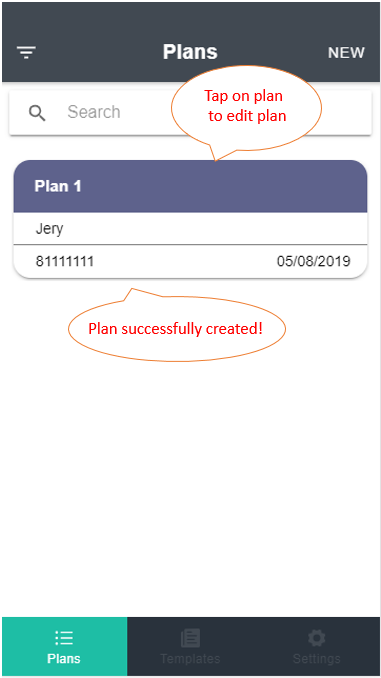 Plans
NEW
Tap on plan
to edit plan
Search
Plan 1
Jery
81111111
05/08/2019
Plan successfully created!
Plans
Templates
Settings